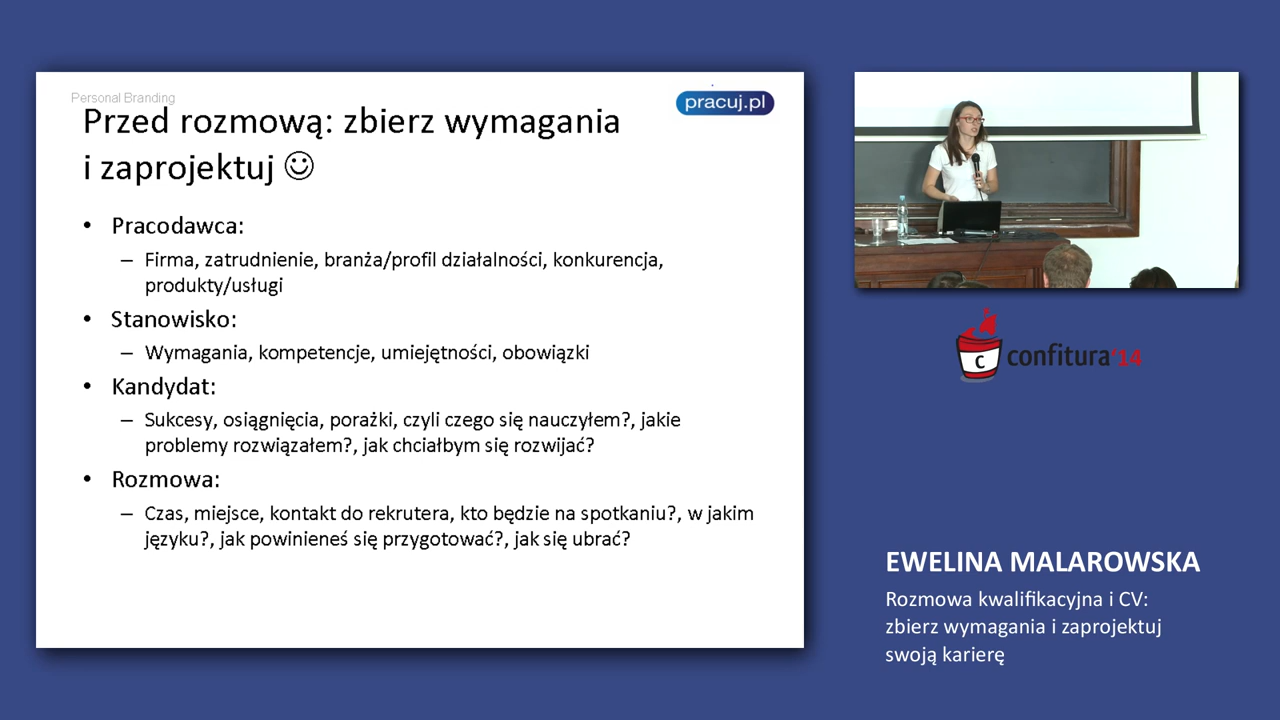 Personal Branding
pracuj.pl
Przed rozmową: zbierz wymagania
i zaprojektuj ☺
• Pracodawca:
– Firma, zatrudnienie, branża/profil działalności, konkurencja,
produkty/usługi
• Stanowisko:
– Wymagania, kompetencje, umiejętności, obowiązki
• Kandydat:
– Sukcesy, osiągnięcia, porażki, czyli czego się nauczyłem?, jakie
problemy rozwiązałem?, jak chciałbym się rozwijać?
• Rozmowa:
– Czas, miejsce, kontakt do rekrutera, kto będzie na spotkaniu?, w jakim
języku?, jak powinieneś się przygotować?, jak się ubrać?
C
confitura'14
EWELINA MALAROWSKA
Rozmowa kwalifikacyjna i CV:
zbierz wymagania i zaprojektuj
swoją karierę